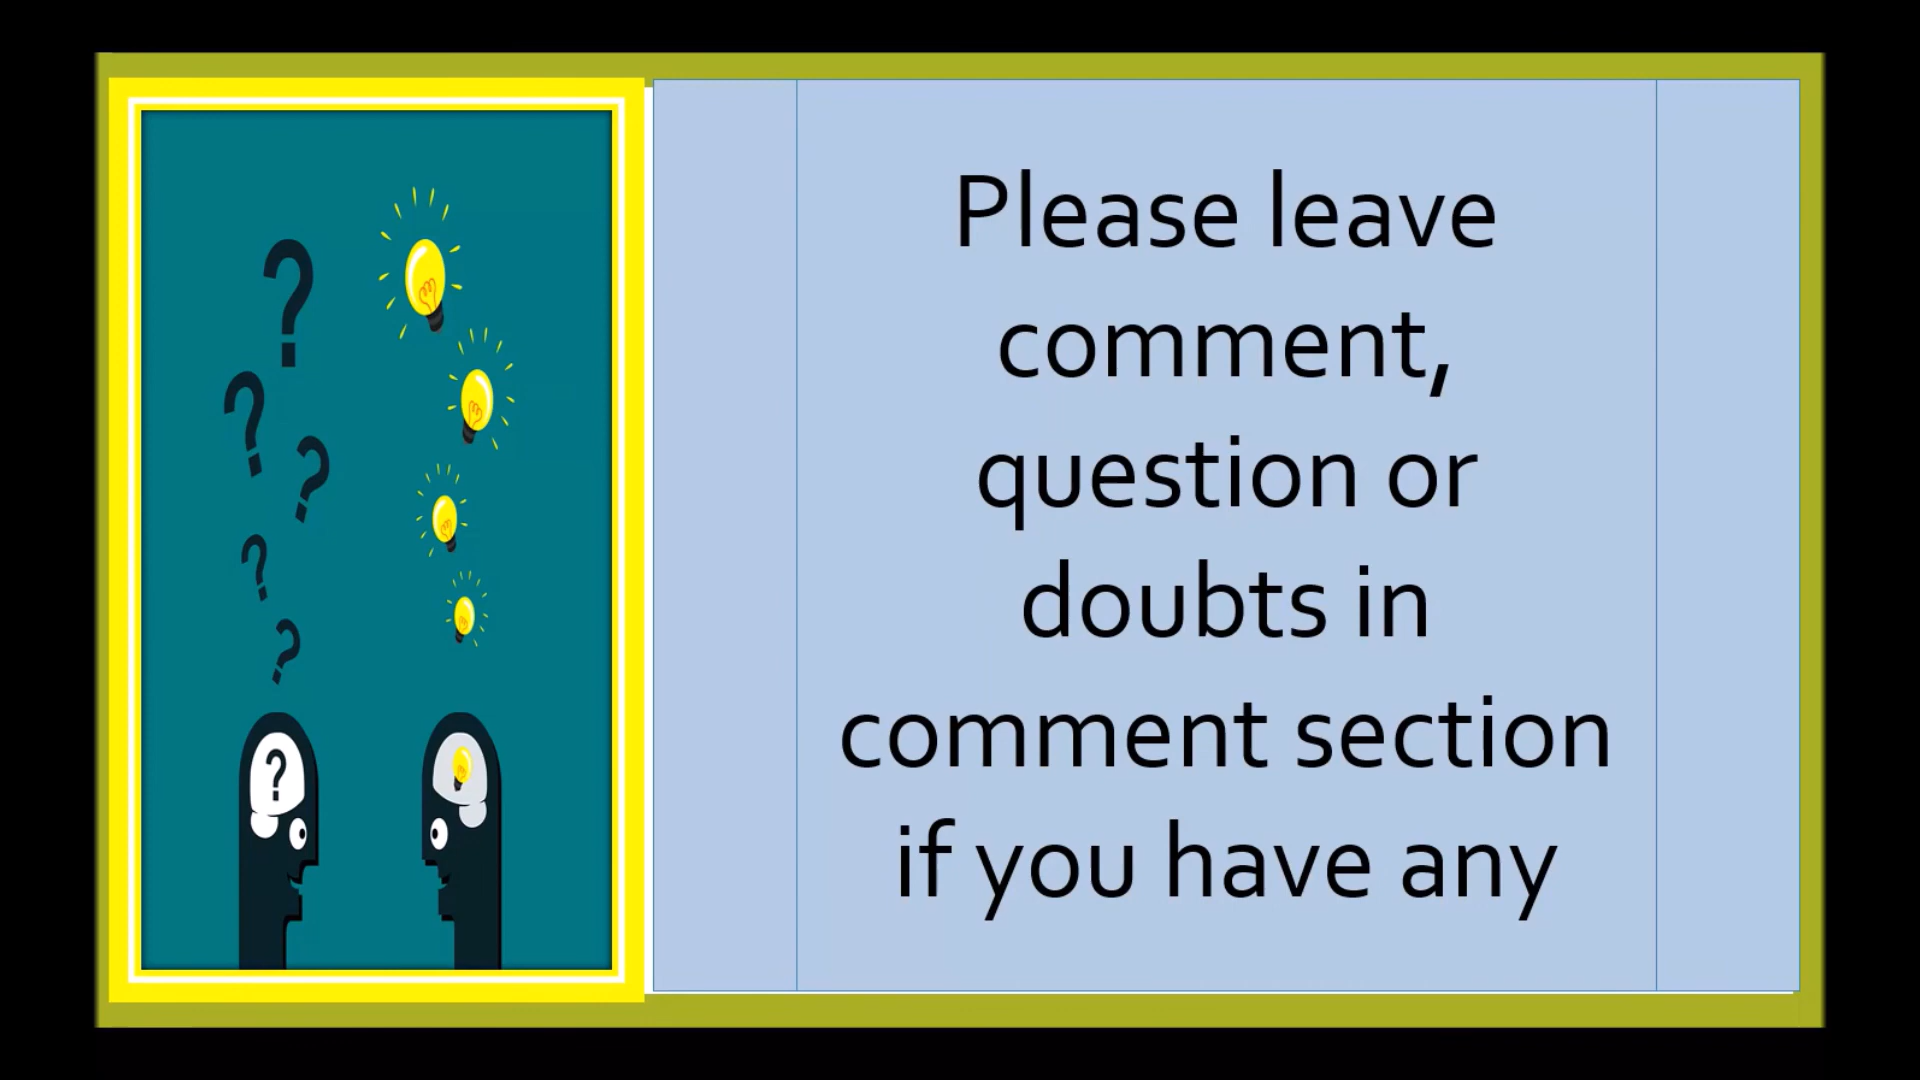 Please leave
comment,
question or
doubts in
comment section
if you have any